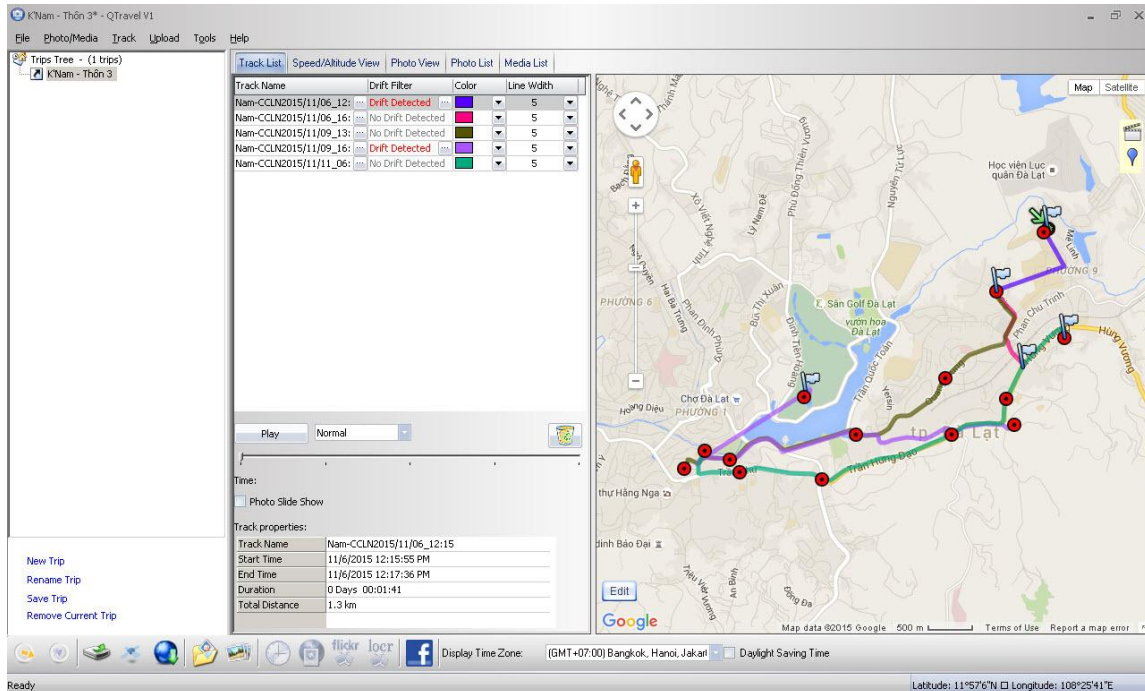 K'Nam - Thôn 3* - QTravel V1
File Photo/Media Track Upload Tools Help
Trips Tree - (1 trips)
K'Nam - Thôn 3
New Trip
Rename Trip
Save Trip
Remove Current Trip
Track List Speed/Altitude View Photo View Photo List Media List
Track Name Drift Filter Color Line Width
Nam-CCLN2015/11/06_12: ... Drift Detected ... 5
Nam-CCLN2015/11/06_16: ... No Drift Detected 5
Nam-CCLN2015/11/09_13: ... No Drift Detected 5
Nam-CCLN2015/11/09_16: ... Drift Detected ... 5
Nam-CCLN2015/11/11_06: ... No Drift Detected 5
Play Normal
Time:
Photo Slide Show
Track properties:
Track Name Nam-CCLN2015/11/06_12:15
Start Time 11/6/2015 12:15:55 PM
End Time 11/6/2015 12:17:36 PM
Duration 0 Days 00:01:41
Total Distance 1.3 km
Map Satellite
Học viện Lục
quân Đà Lạt
Phù Đổng Thiên Vương
Nguyên Tử Lực
Xô Viết Nghệ Tĩnh
Lý Nam Đế
Mê Linh
Ngô Quyền
Hai Bà Trưng
Phan Đình Phùng
Bùi Thị Xuân
Đinh Tiên Hoàng
PHƯỜNG 9
PHƯỜNG 6
Sân Golf Đà Lạt
vườn hoa
Đà Lạt
Phan Chu Trinh
Hùng Vương
Trần Quốc Toản
Yersin
Chợ Đà Lạt
Hoàng Diệu
PHƯỜNG 1
tp. Đà Lạt
Trần Hưng Đạo
thự Hằng Nga
dinh Bảo Đại
Triệu Việt Vương
An Bình
Đống Đa
Edit
Google
Map data ©2015 Google 500 m Terms of Use Report a map error
flickr locr f Display Time Zone: (GMT+07:00) Bangkok, Hanoi, Jakart Daylight Saving Time
Ready Latitude: 11°57'6"N Longitude: 108°25'41"E